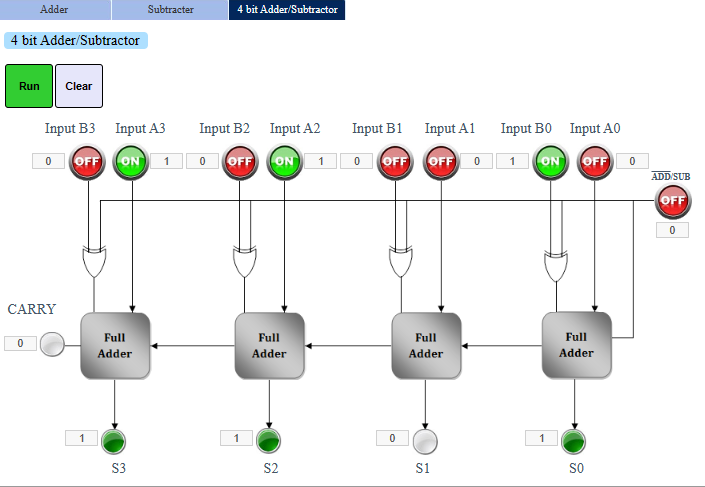 Adder Subtracter 4 bit Adder/Subtractor
4 bit Adder/Subtractor
Run Clear
Input B3 Input A3 Input B2 Input A2 Input B1 Input A1 Input B0 Input A0
0 OFF ON 1 0 OFF ON 1 0 OFF OFF 0 1 ON OFF 0
ADD/SUB
OFF
0
CARRY
0
Full Adder
Full Adder
Full Adder
Full Adder
1 1 0 1
S3 S2 S1 S0